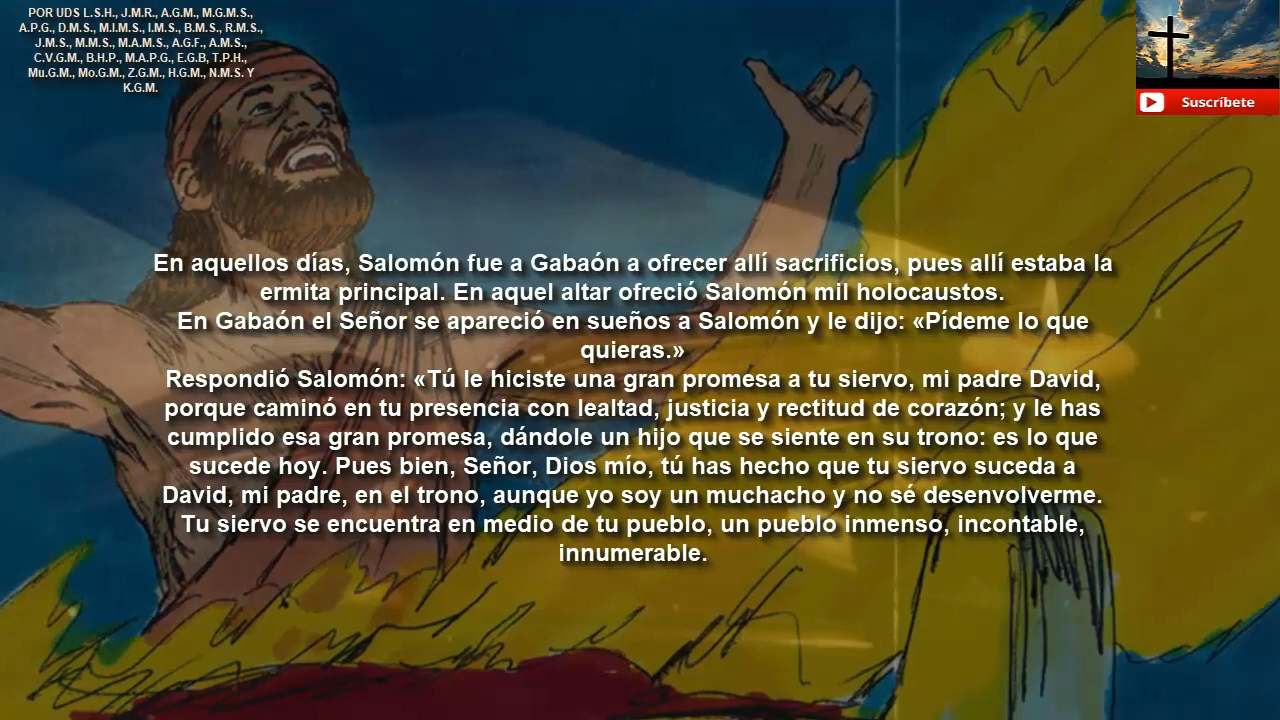 POR UDS L.S.H., J.M.R., A.G.M., M.G.M.S.,
A.P.G., D.M.S., M.I.M.S., I.M.S., B.M.S., R.M.S.,
J.M.S., M.M.S., M.A.M.S., A.G.F., A.M.S.,
C.V.G.M., B.H.P., M.A.P.G., E.G.B, T.P.H.,
Mu.G.M., Mo.G.M., Z.G.M., H.G.M., N.M.S. Y
K.G.M.
Suscríbete
En aquellos días, Salomón fue a Gabaón a ofrecer allí sacrificios, pues allí estaba la
ermita principal. En aquel altar ofreció Salomón mil holocaustos.
En Gabaón el Señor se apareció en sueños a Salomón y le dijo: «Pídeme lo que
quieras.»
Respondió Salomón: «Tú le hiciste una gran promesa a tu siervo, mi padre David,
porque caminó en tu presencia con lealtad, justicia y rectitud de corazón; y le has
cumplido esa gran promesa, dándole un hijo que se siente en su trono: es lo que
sucede hoy. Pues bien, Señor, Dios mío, tú has hecho que tu siervo suceda a
David, mi padre, en el trono, aunque yo soy un muchacho y no sé desenvolverme.
Tu siervo se encuentra en medio de tu pueblo, un pueblo inmenso, incontable,
innumerable.